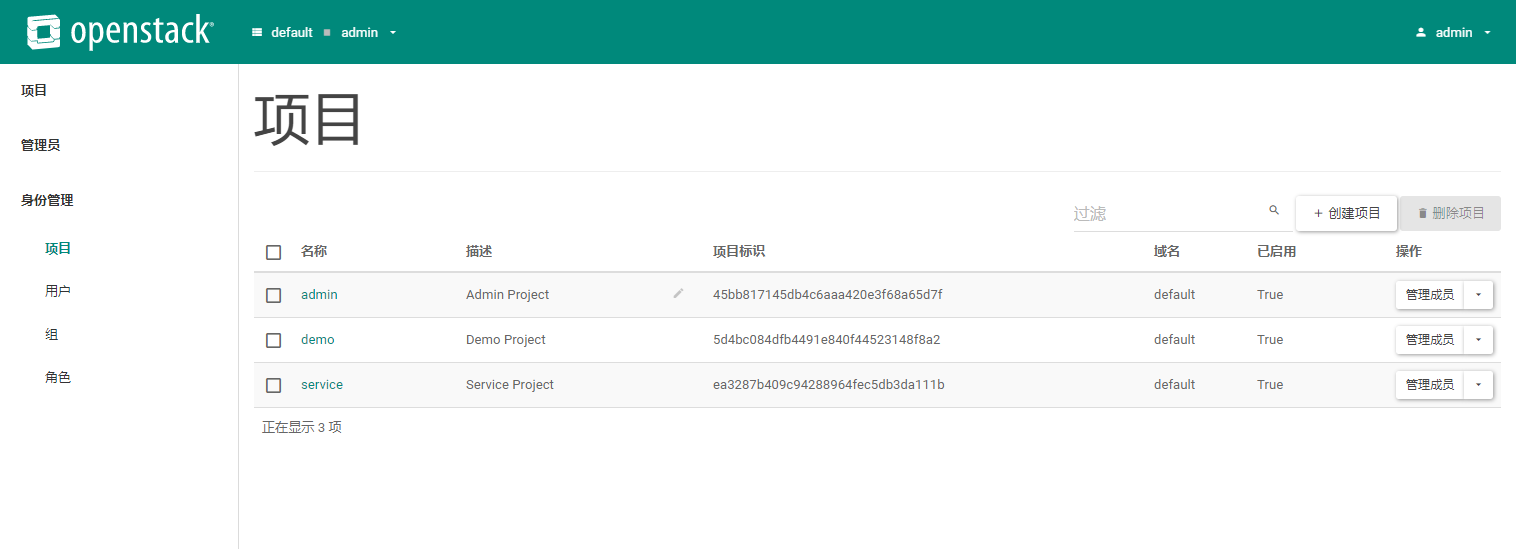 openstack
default admin
admin
项目
管理员
身份管理
项目
用户
组
角色
项目
过滤 + 创建项目 删除项目
名称 描述 项目标识 域名 已启用 操作
admin Admin Project 45bb817145db4c6aaa420e3f68a65d7f default True 管理成员
demo Demo Project 5d4bc084dfb4491e840f44523148f8a2 default True 管理成员
service Service Project ea3287b409c94288964fec5db3da111b default True 管理成员
正在显示 3 项